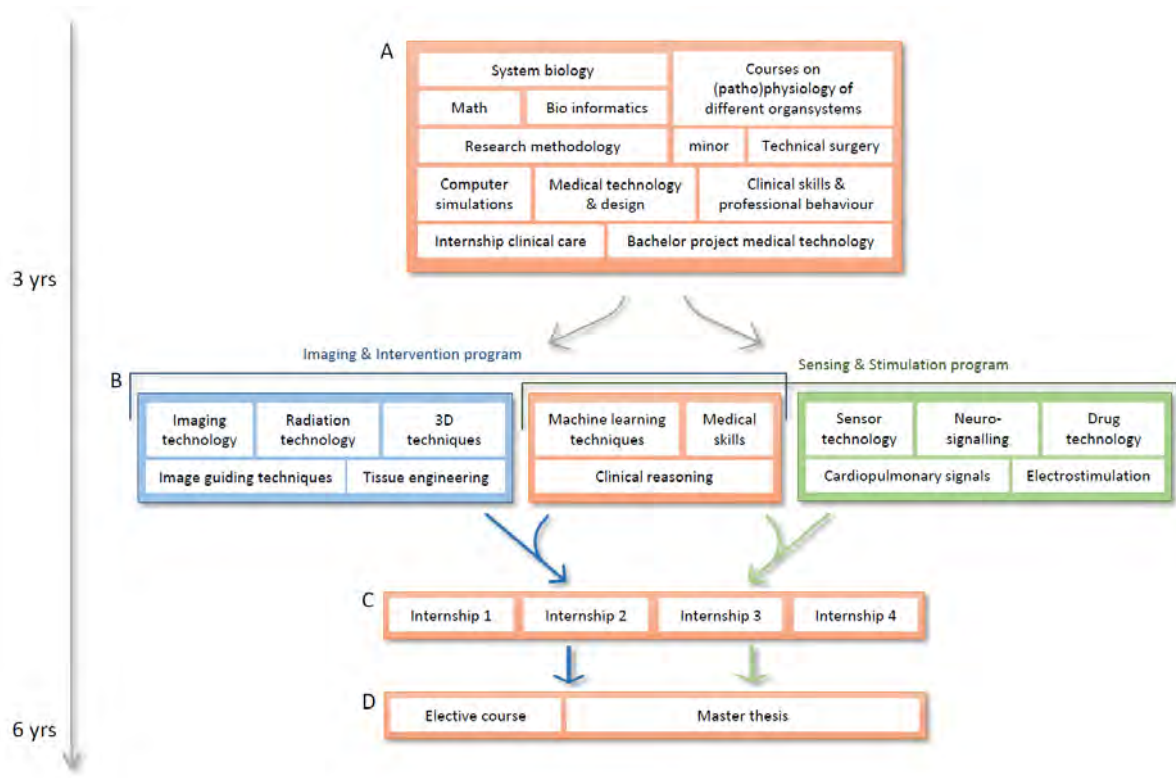 A
System biology
Courses on
(patho)physiology of
different organsystems
Math
Bio informatics
Research methodology
minor
Technical surgery
Computer
simulations
Medical technology
& design
Clinical skills &
professional behaviour
Internship clinical care
Bachelor project medical technology
3 yrs
Imaging & Intervention program
Sensing & Stimulation program
B
Imaging
technology
Radiation
technology
3D
techniques
Image guiding techniques
Tissue engineering
Machine learning
techniques
Medical
skills
Clinical reasoning
Sensor
technology
Neuro-
signalling
Drug
technology
Cardiopulmonary signals
Electrostimulation
C
Internship 1
Internship 2
Internship 3
Internship 4
D
Elective course
Master thesis
6 yrs